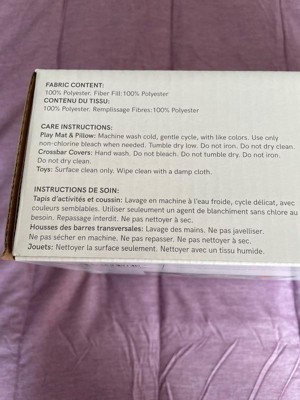 FABRIC CONTENT:
100% Polyester, Fiber Fill: 100% Polyester
CONTENU DU TISSU:
100% Polyester, Remplissage Fibres: 100% Polyester
CARE INSTRUCTIONS:
Play Mat & Pillow: Machine wash cold, gentle cycle, with like colors. Use only
non-chlorine bleach when needed. Tumble dry low. Do not iron. Do not dry clean.
Crossbar Covers: Hand wash. Do not bleach. Do not tumble dry. Do not iron.
Do not dry clean.
Toys: Surface clean only. Wipe clean with a damp cloth.
INSTRUCTIONS DE SOIN:
Tapis d'activités et coussin: Lavage en machine à l'eau froide, cycle délicat, avec
couleurs semblables. Utiliser seulement un agent de blanchiment sans chlore au
besoin. Repassage interdit. Ne pas nettoyer à sec.
Housses des barres transversales: Lavage des mains. Ne pas javelliser.
Ne pas sécher en machine. Ne pas repasser. Ne pas nettoyer à sec.
Jouets: Nettoyer la surface seulement. Nettoyer avec un tissu humide.